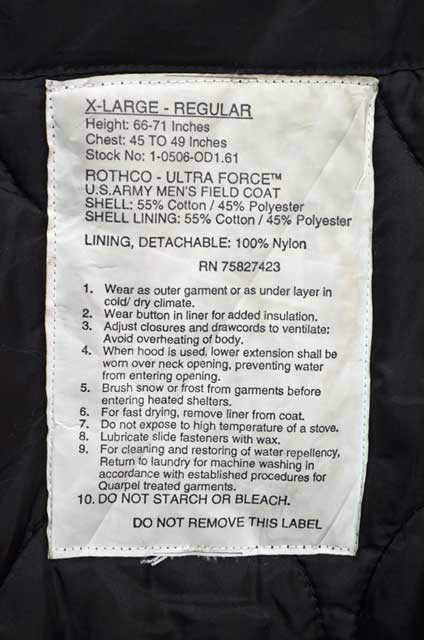 X-LARGE - REGULAR
Height: 66-71 Inches
Chest: 45 TO 49 Inches
Stock No: 1-0506-OD1.61
ROTHCO - ULTRA FORCE™
U.S.ARMY MEN'S FIELD COAT
SHELL: 55% Cotton / 45% Polyester
SHELL LINING: 55% Cotton / 45% Polyester
LINING, DETACHABLE: 100% Nylon
RN 75827423
1. Wear as outer garment or as under layer in
cold/ dry climate.
2. Wear button in liner for added insulation.
3. Adjust closures and drawcords to ventilate:
Avoid overheating of body.
4. When hood is used, lower extension shall be
worn over neck opening, preventing water
from entering opening.
5. Brush snow or frost from garments before
entering heated shelters.
6. For fast drying, remove liner from coat.
7. Do not expose to high temperature of a stove.
8. Lubricate slide fasteners with wax.
9. For cleaning and restoring of water repellency,
Return to laundry for machine washing in
accordance with established procedures for
Quarpel treated garments.
10. DO NOT STARCH OR BLEACH.
DO NOT REMOVE THIS LABEL